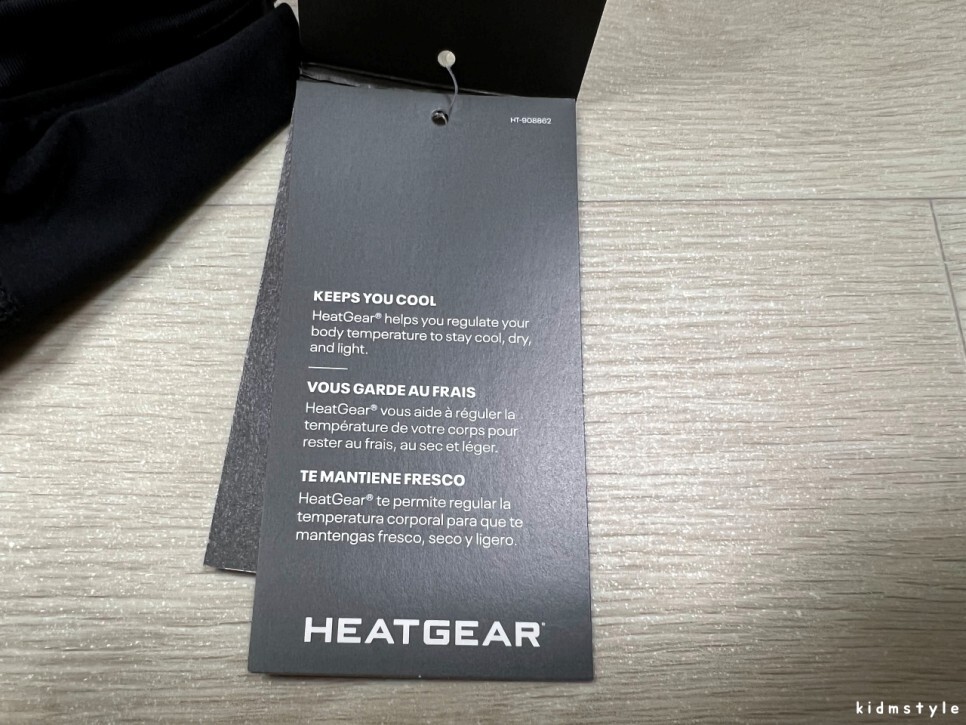 HT-908862
KEEPS YOU COOL
HeatGear® helps you regulate your
body temperature to stay cool, dry,
and light.
VOUS GARDE AU FRAIS
HeatGear® vous aide à réguler la
température de votre corps pour
rester au frais, au sec et léger.
TE MANTIENE FRESCO
HeatGear® te permite regular la
temperatura corporal para que te
mantengas fresco, seco y ligero.
HEATGEAR®
kidmstyle